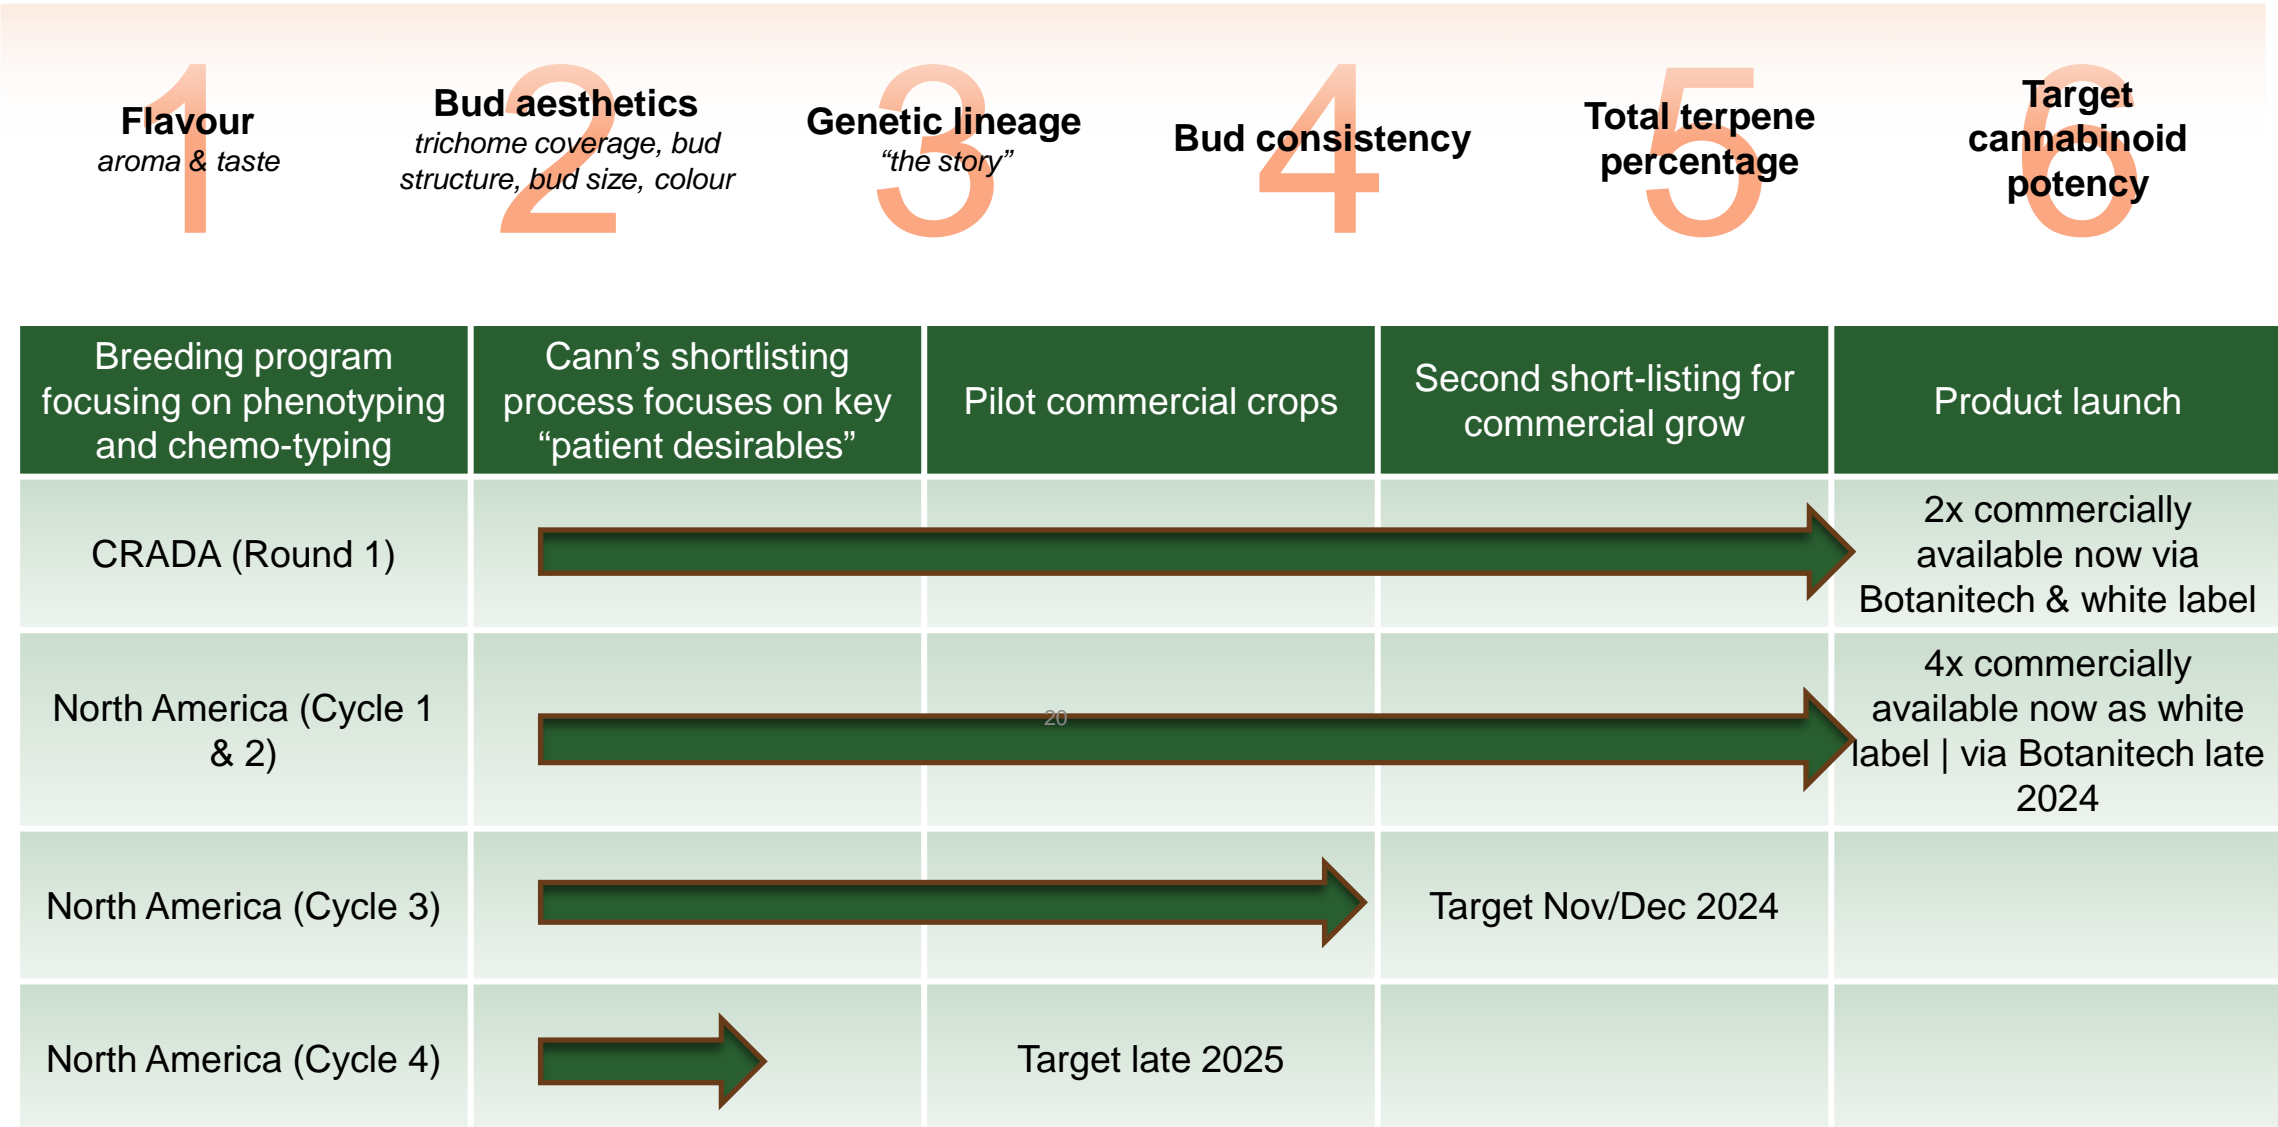 1
Flavour
aroma & taste
2
Bud aesthetics
trichome coverage, bud
structure, bud size, colour
3
Genetic lineage
“the story”
4
Bud consistency
5
Total terpene
percentage
6
Target
cannabinoid
potency
Breeding program
focusing on phenotyping
and chemo-typing
Cann’s shortlisting
process focuses on key
“patient desirables”
Pilot commercial crops
Second short-listing for
commercial grow
Product launch
CRADA (Round 1)
2x commercially
available now via
Botanitech & white label
North America (Cycle 1
& 2)
20
4x commercially
available now as white
label | via Botanitech late
2024
North America (Cycle 3)
Target Nov/Dec 2024
North America (Cycle 4)
Target late 2025